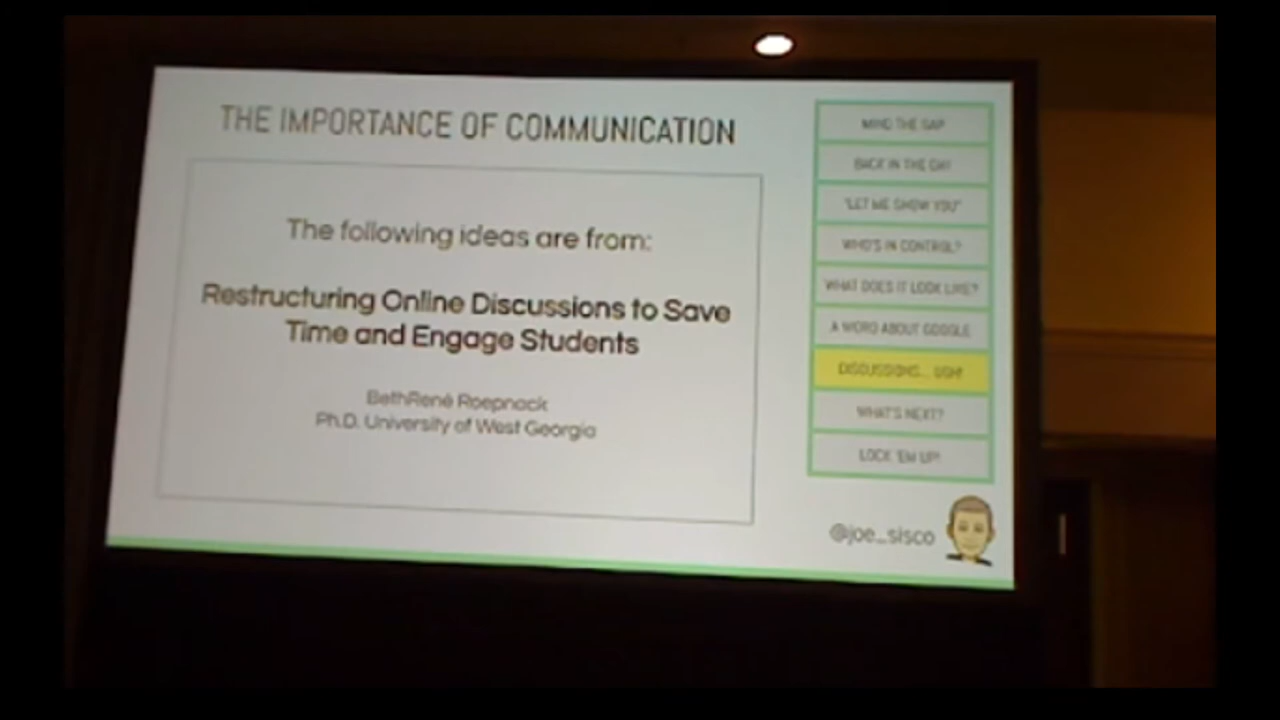 THE IMPORTANCE OF COMMUNICATION
The following ideas are from:
Restructuring Online Discussions to Save
Time and Engage Students
BethRené Roepnack
Ph.D. University of West Georgia
MIND THE GAP
BACK IN THE DAY
"LET ME SHOW YOU"
WHO'S IN CONTROL?
WHAT DOES IT LOOK LIKE?
A WORD ABOUT GOOGLE
DISCUSSIONS... UGH!
WHAT'S NEXT?
LOCK 'EM UP!
@joe_sisco